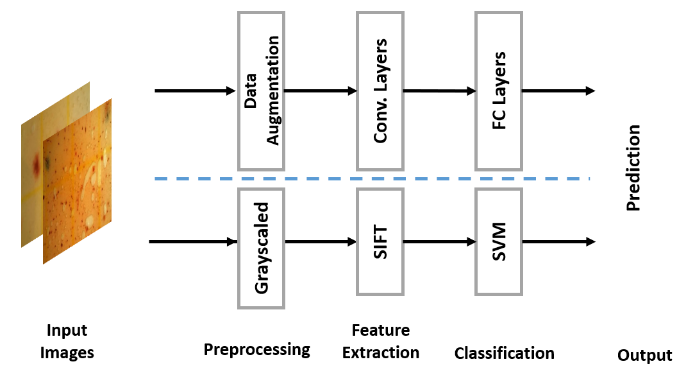 Data
Augmentation
Conv. Layers
FC Layers
Prediction
Grayscaled
SIFT
SVM
Input
Images
Preprocessing
Feature
Extraction
Classification
Output